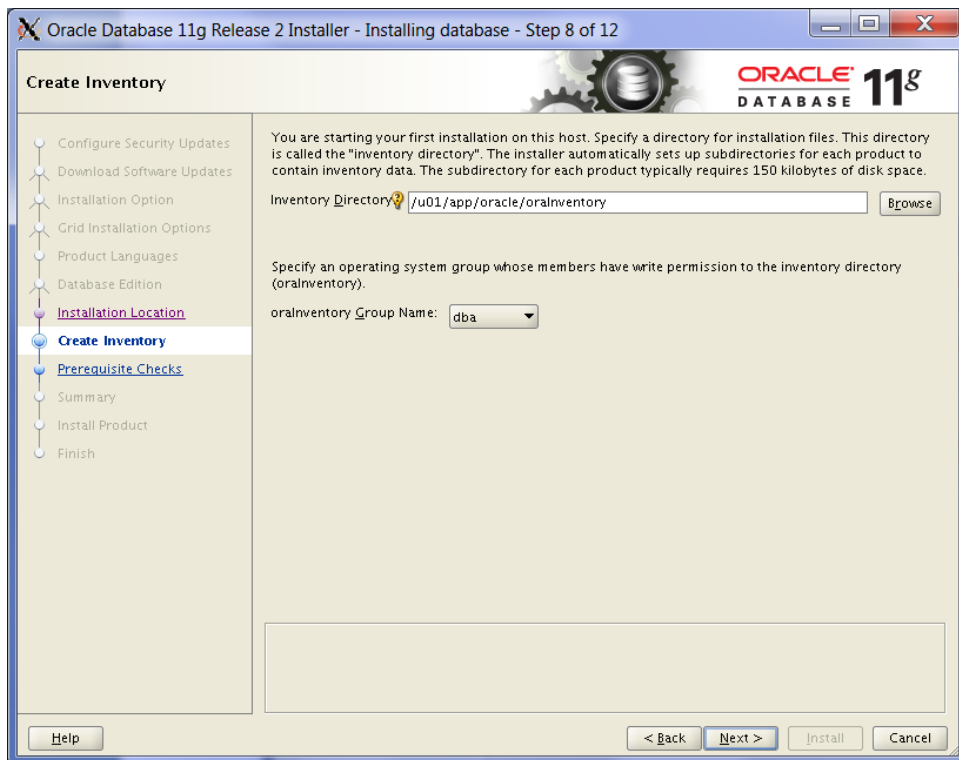 Oracle Database 11g Release 2 Installer - Installing database - Step 8 of 12
Create Inventory
ORACLE
DATABASE
11g
Configure Security Updates
Download Software Updates
Installation Option
Grid Installation Options
Product Languages
Database Edition
Installation Location
Create Inventory
Prerequisite Checks
Summary
Install Product
Finish
You are starting your first installation on this host. Specify a directory for installation files. This directory
is called the "inventory directory". The installer automatically sets up subdirectories for each product to
contain inventory data. The subdirectory for each product typically requires 150 kilobytes of disk space.
Inventory Directory /u01/app/oracle/oraInventory Browse
Specify an operating system group whose members have write permission to the inventory directory
(oraInventory).
oraInventory Group Name: dba
Help < Back Next > Install Cancel